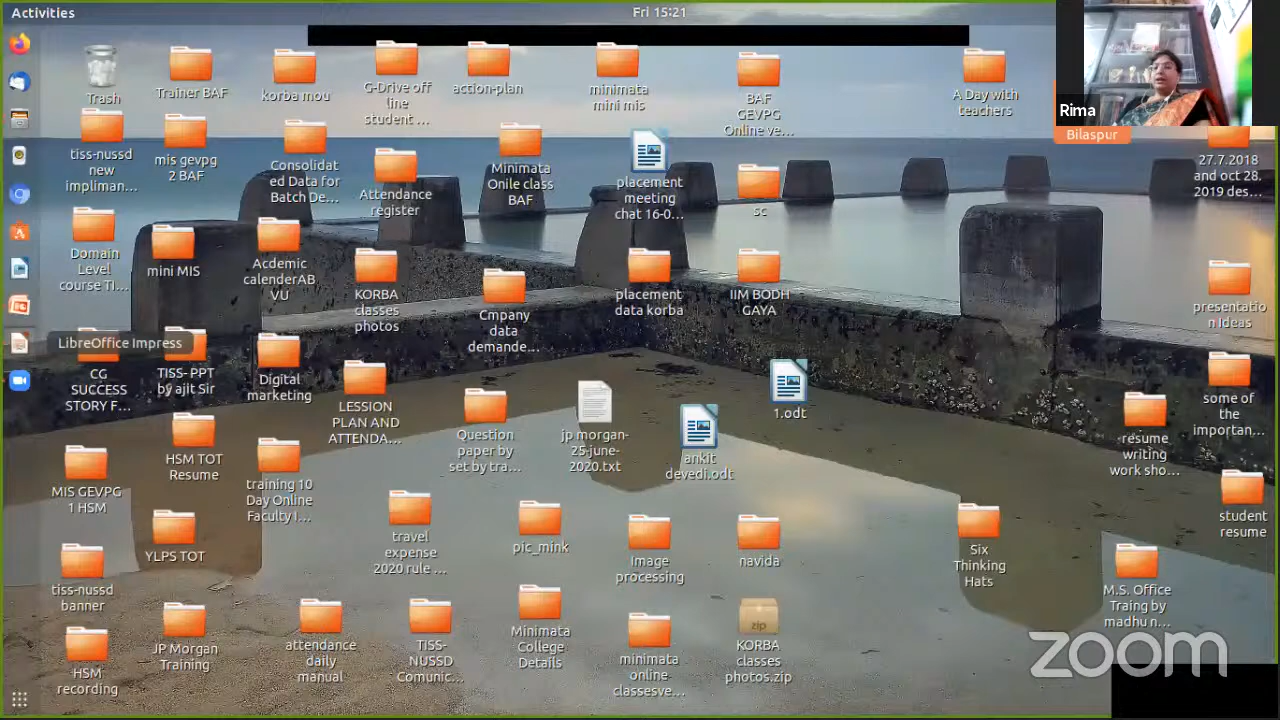 Activities
Fri 15:21
Rima
Bilaspur
Trash
Trainer BAF
korba mou
G-Drive off
line
student ...
action-plan
minimata
mini mis
BAF
GEVPG
Online ve...
A Day with
teachers
27.7.2018
and oct 28.
2019 des...
tiss-nussd
new
impliman...
mis gevpg
2 BAF
Consolidat
ed Data for
Batch De...
Attendance
register
Minimata
Onile class
BAF
placement
meeting
chat 16-0...
sc
Domain
Level
course TI...
mini MIS
Acdemic
calenderAB
VU
KORBA
classes
photos
Cmpany
data
demande...
placement
data korba
IIM BODH
GAYA
presentatio
n Ideas
LibreOffice Impress
CG
SUCCESS
STORY F...
TISS- PPT
by ajit Sir
Digital
marketing
LESSION
PLAN AND
ATTENDA...
Question
paper by
set by tra...
jp morgan-
25-june-
2020.txt
ankit
devedi.odt
1.odt
resume
writing
work sho...
some of
the
importan...
MIS GEVPG
1 HSM
HSM TOT
Resume
training 10
Day Online
Faculty I...
travel
expense
2020 rule ...
pic_mink
image
processing
navida
Six
Thinking
Hats
student
resume
YLPS TOT
tiss-nussd
banner
M.S. Office
Traing by
madhu n...
HSM
recording
JP Morgan
Training
attendance
daily
manual
TISS-
NUSSD
Comunic...
Minimata
College
Details
minimata
online
classesve...
zip
KORBA
classes
photos.zip
zoom